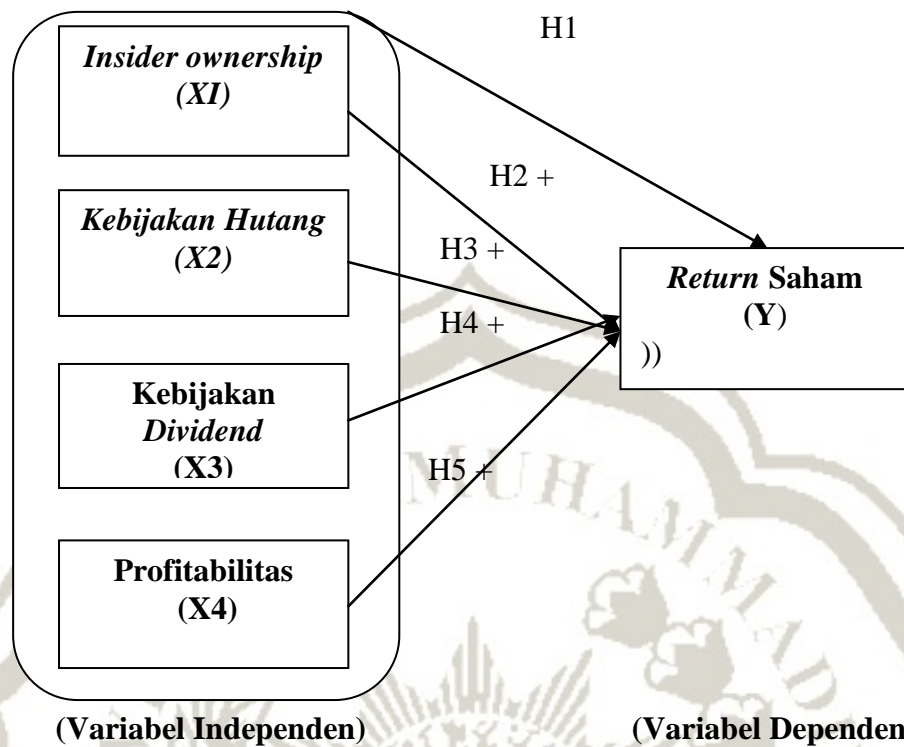 H1
Insider ownership
(XI)
H2 +
Kebijakan Hutang
(X2)
H3 +
Return Saham
(Y)
))
H4 +
Kebijakan
Dividend
(X3)
H5 +
MUHAMMAD
Profitabilitas
(X4)
(Variabel Independen)
(Variabel Dependen